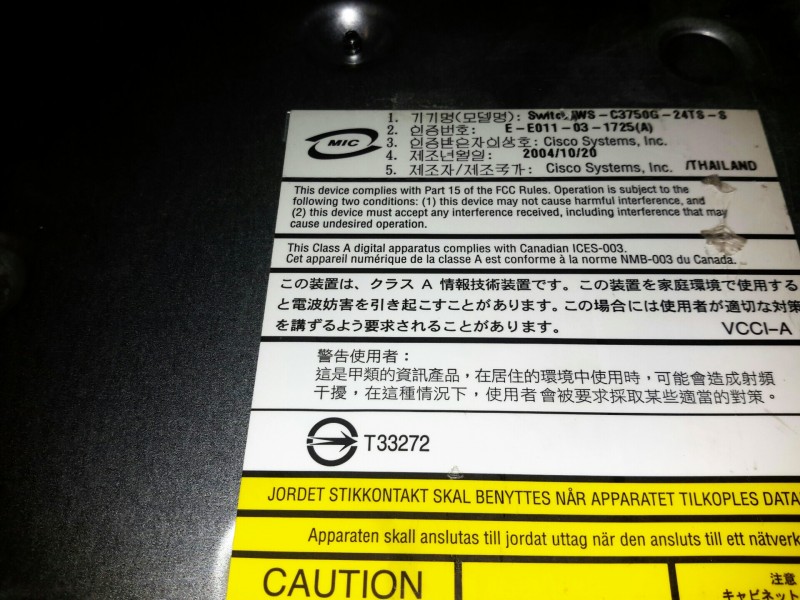 MIC
1. 기기명(모델명): Switch WS-C3750G-24TS-S
2. 인증번호: E-E011-03-1725(A)
3. 인증받은자의상호: Cisco Systems, Inc.
4. 제조년월일: 2004/10/20
5. 제조자/제조국가: Cisco Systems, Inc. /THAILAND
This device complies with Part 15 of the FCC Rules. Operation is subject to the
following two conditions: (1) this device may not cause harmful interference, and
(2) this device must accept any interference received, including interference that may
cause undesired operation.
This Class A digital apparatus complies with Canadian ICES-003.
Cet appareil numérique de la classe A est conforme à la norme NMB-003 du Canada.
この装置は、クラス A 情報技術装置です。この装置を家庭環境で使用する
と電波妨害を引き起こすことがあります。この場合には使用者が適切な対策
を講ずるよう要求されることがあります。 VCCI-A
警告使用者：
這是甲類的資訊產品，在居住的環境中使用時，可能會造成射頻
干擾，在這種情況下，使用者會被要求採取某些適當的對策。
T33272
JORDET STIKKONTAKT SKAL BENYTTES NÅR APPARATET TILKOPLES DATA
Apparaten skall anslutas till jordat uttag när den ansluts till ett nätverk
CAUTION
注意
キャビネット